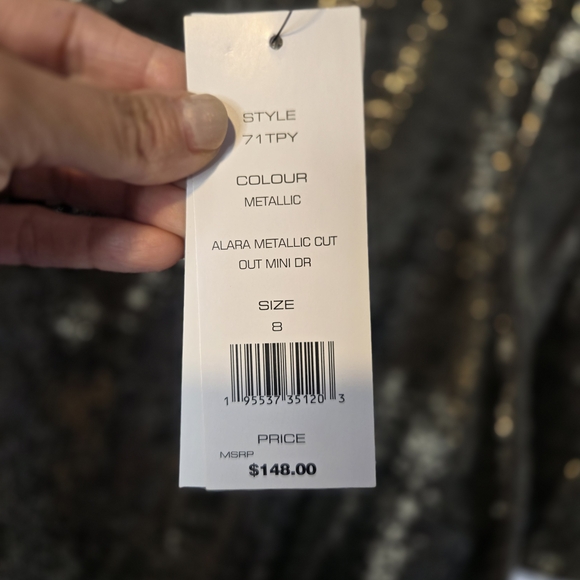 STYLE
71TPY
COLOUR
METALLIC
ALARA METALLIC CUT
OUT MINI DR
SIZE
8
1 95537 35120 3
PRICE
MSRP
$148.00